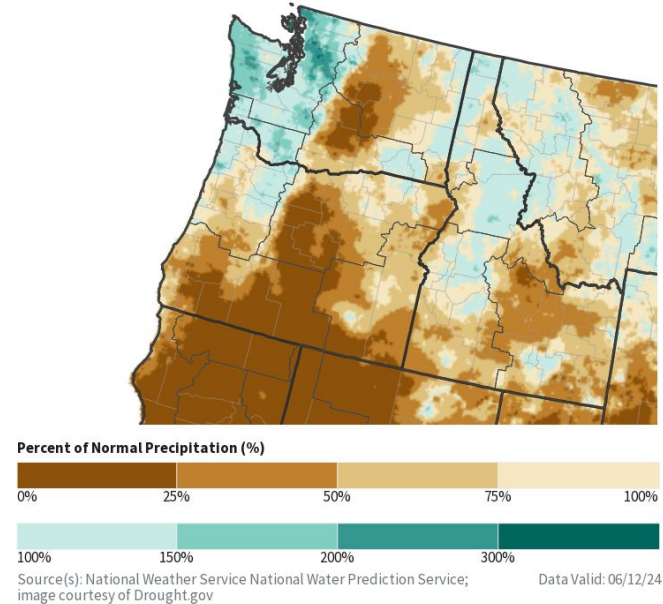 Percent of Normal Precipitation (%)
0% 25% 50% 75% 100%
100% 150% 200% 300%
Source(s): National Weather Service National Water Prediction Service; Data Valid: 06/12/24
image courtesy of Drought.gov